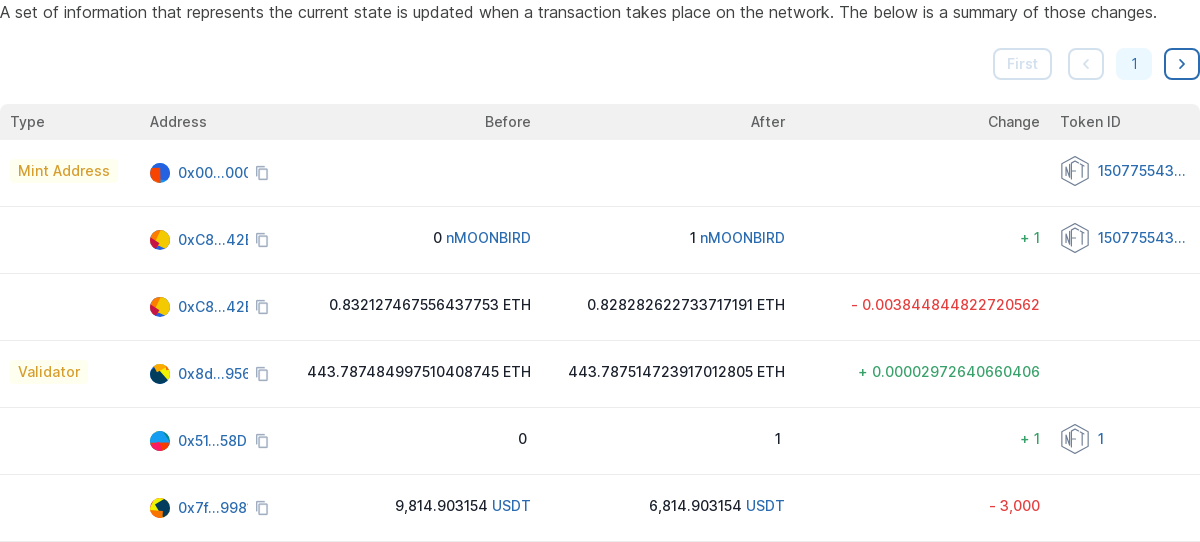 A set of information that represents the current state is updated when a transaction takes place on the network. The below is a summary of those changes.
First 1
Type Address Before After Change Token ID
Mint Address 0x00...000 NFT 150775543...
0xC8...42E 0 nMOONBIRD 1 nMOONBIRD + 1 NFT 150775543...
0xC8...42E 0.832127467556437753 ETH 0.828282622733717191 ETH - 0.003844844822720562
Validator 0x8d...956 443.787484997510408745 ETH 443.787514723917012805 ETH + 0.00002972640660406
0x51...58D 0 1 + 1 NFT 1
0x7f...998 9,814.903154 USDT 6,814.903154 USDT - 3,000